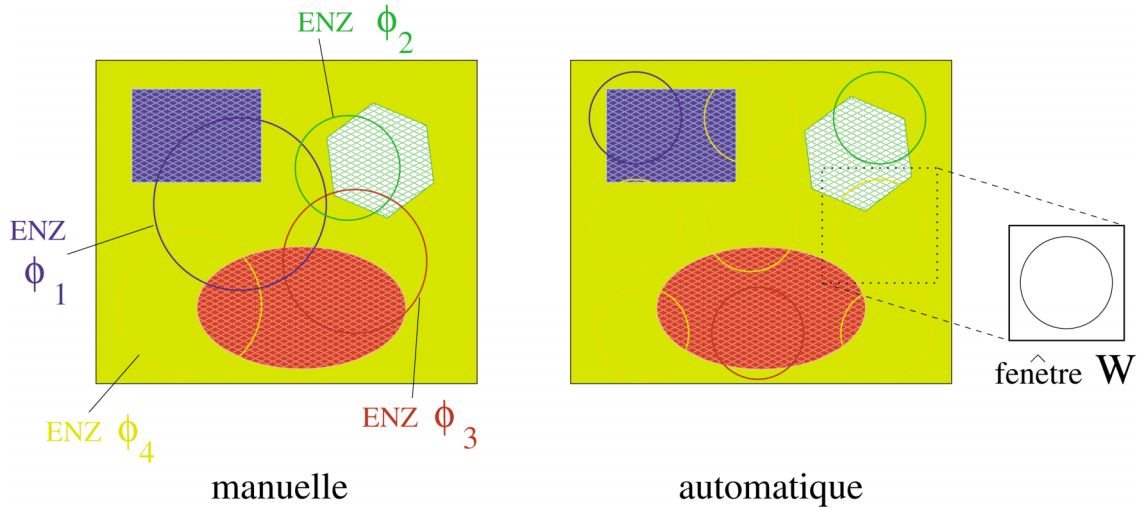 ENZ ϕ2
ENZ
ϕ1
fenêtre W
ENZ ϕ4
ENZ ϕ3
manuelle
automatique